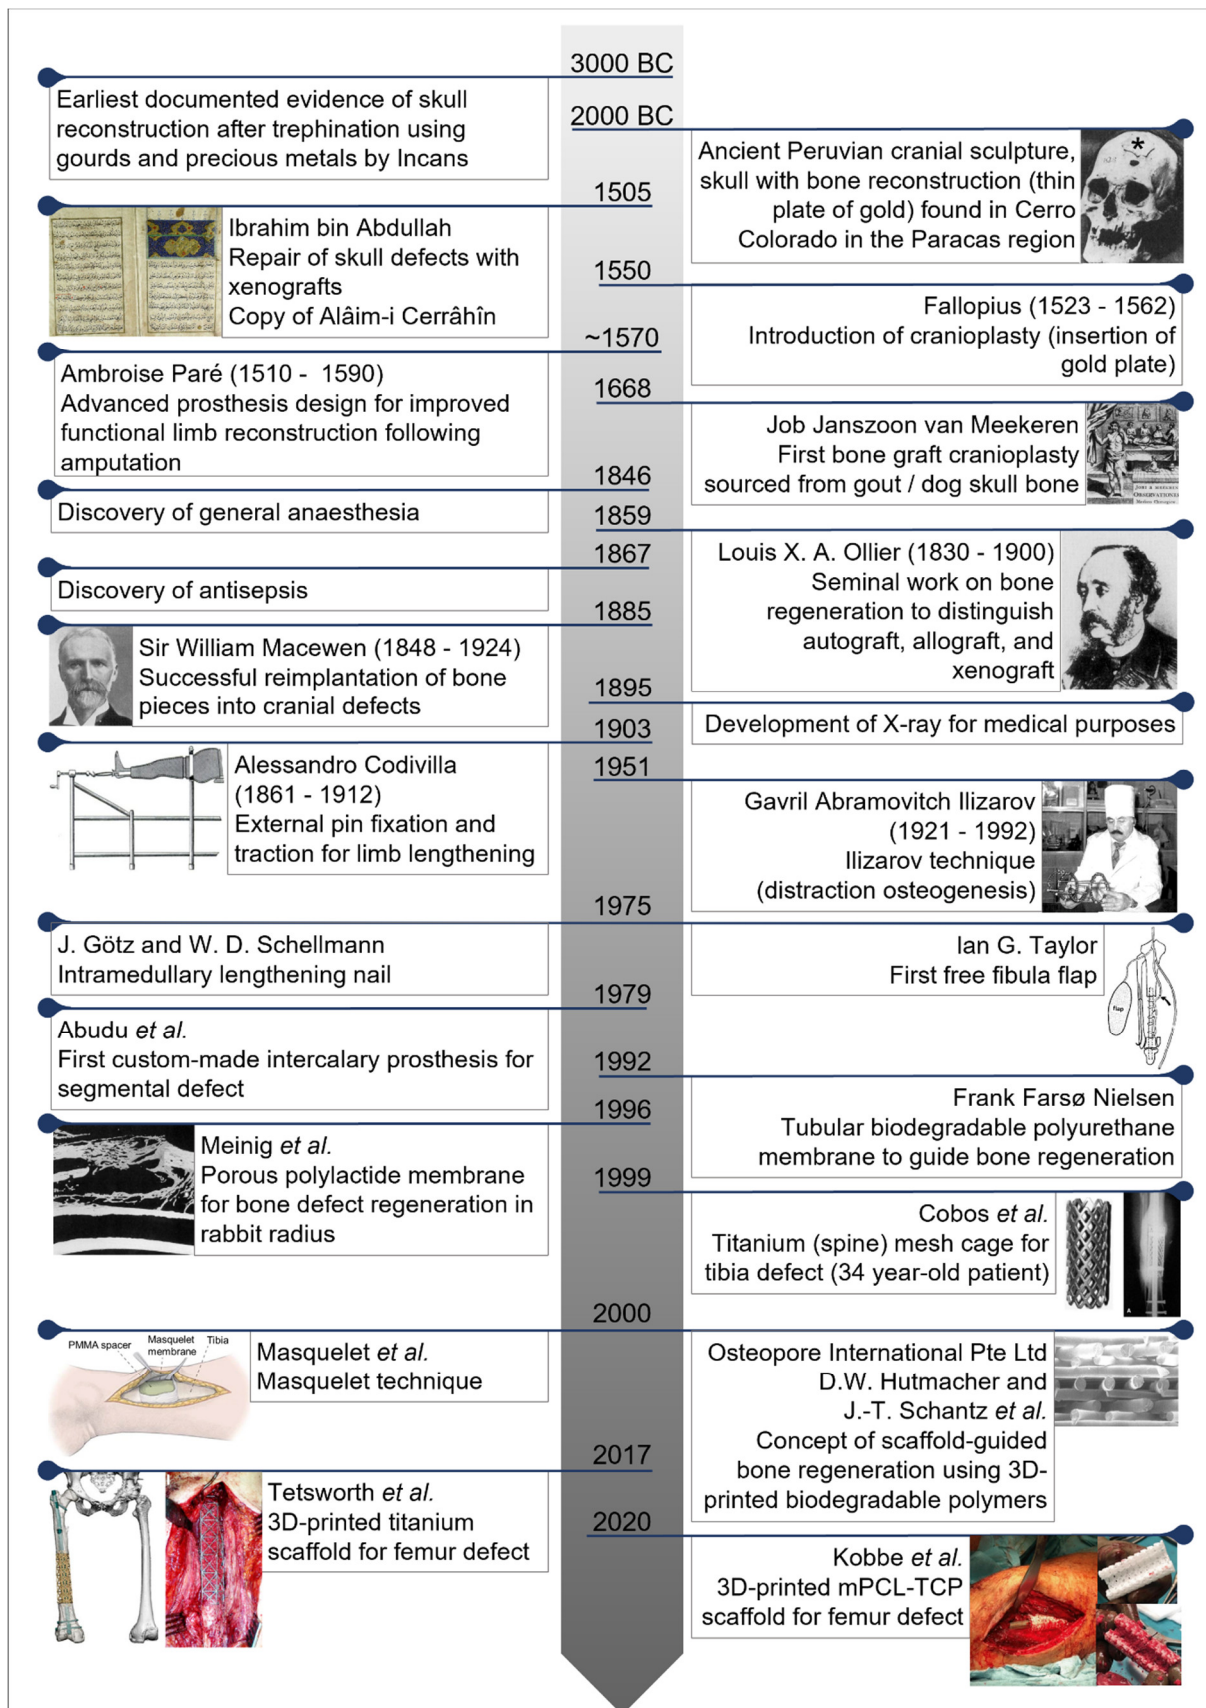 3000 BC
Earliest documented evidence of skull
reconstruction after trephination using
gourds and precious metals by Incans
2000 BC
Ancient Peruvian cranial sculpture,
skull with bone reconstruction (thin
plate of gold) found in Cerro
Colorado in the Paracas region
*
1505
Ibrahim bin Abdullah
Repair of skull defects with
xenografts
Copy of Alâim-i Cerrâhîn
1550
Fallopius (1523 - 1562)
Introduction of cranioplasty (insertion of
gold plate)
~1570
Ambroise Paré (1510 - 1590)
Advanced prosthesis design for improved
functional limb reconstruction following
amputation
1668
Job Janszoon van Meekeren
First bone graft cranioplasty
sourced from gout / dog skull bone
1846
Discovery of general anaesthesia
1859
Louis X. A. Ollier (1830 - 1900)
Seminal work on bone
regeneration to distinguish
autograft, allograft, and
xenograft
1867
Discovery of antisepsis
1885
Sir William Macewen (1848 - 1924)
Successful reimplantation of bone
pieces into cranial defects
1895
Development of X-ray for medical purposes
1903
Alessandro Codivilla
(1861 - 1912)
External pin fixation and
traction for limb lengthening
1951
Gavril Abramovitch Ilizarov
(1921 - 1992)
Ilizarov technique
(distraction osteogenesis)
1975
J. Götz and W. D. Schellmann
Intramedullary lengthening nail
Ian G. Taylor
First free fibula flap
flap
1979
Abudu et al.
First custom-made intercalary prosthesis for
segmental defect
1992
Frank Farsø Nielsen
Tubular biodegradable polyurethane
membrane to guide bone regeneration
1996
Meinig et al.
Porous polylactide membrane
for bone defect regeneration in
rabbit radius
1999
Cobos et al.
Titanium (spine) mesh cage for
tibia defect (34 year-old patient)
A
2000
PMMA spacer
Masquelet
membrane
Tibia
Masquelet et al.
Masquelet technique
Osteopore International Pte Ltd
D.W. Hutmacher and
J.-T. Schantz et al.
Concept of scaffold-guided
bone regeneration using 3D-
printed biodegradable polymers
2017
Tetsworth et al.
3D-printed titanium
scaffold for femur defect
2020
Kobbe et al.
3D-printed mPCL-TCP
scaffold for femur defect